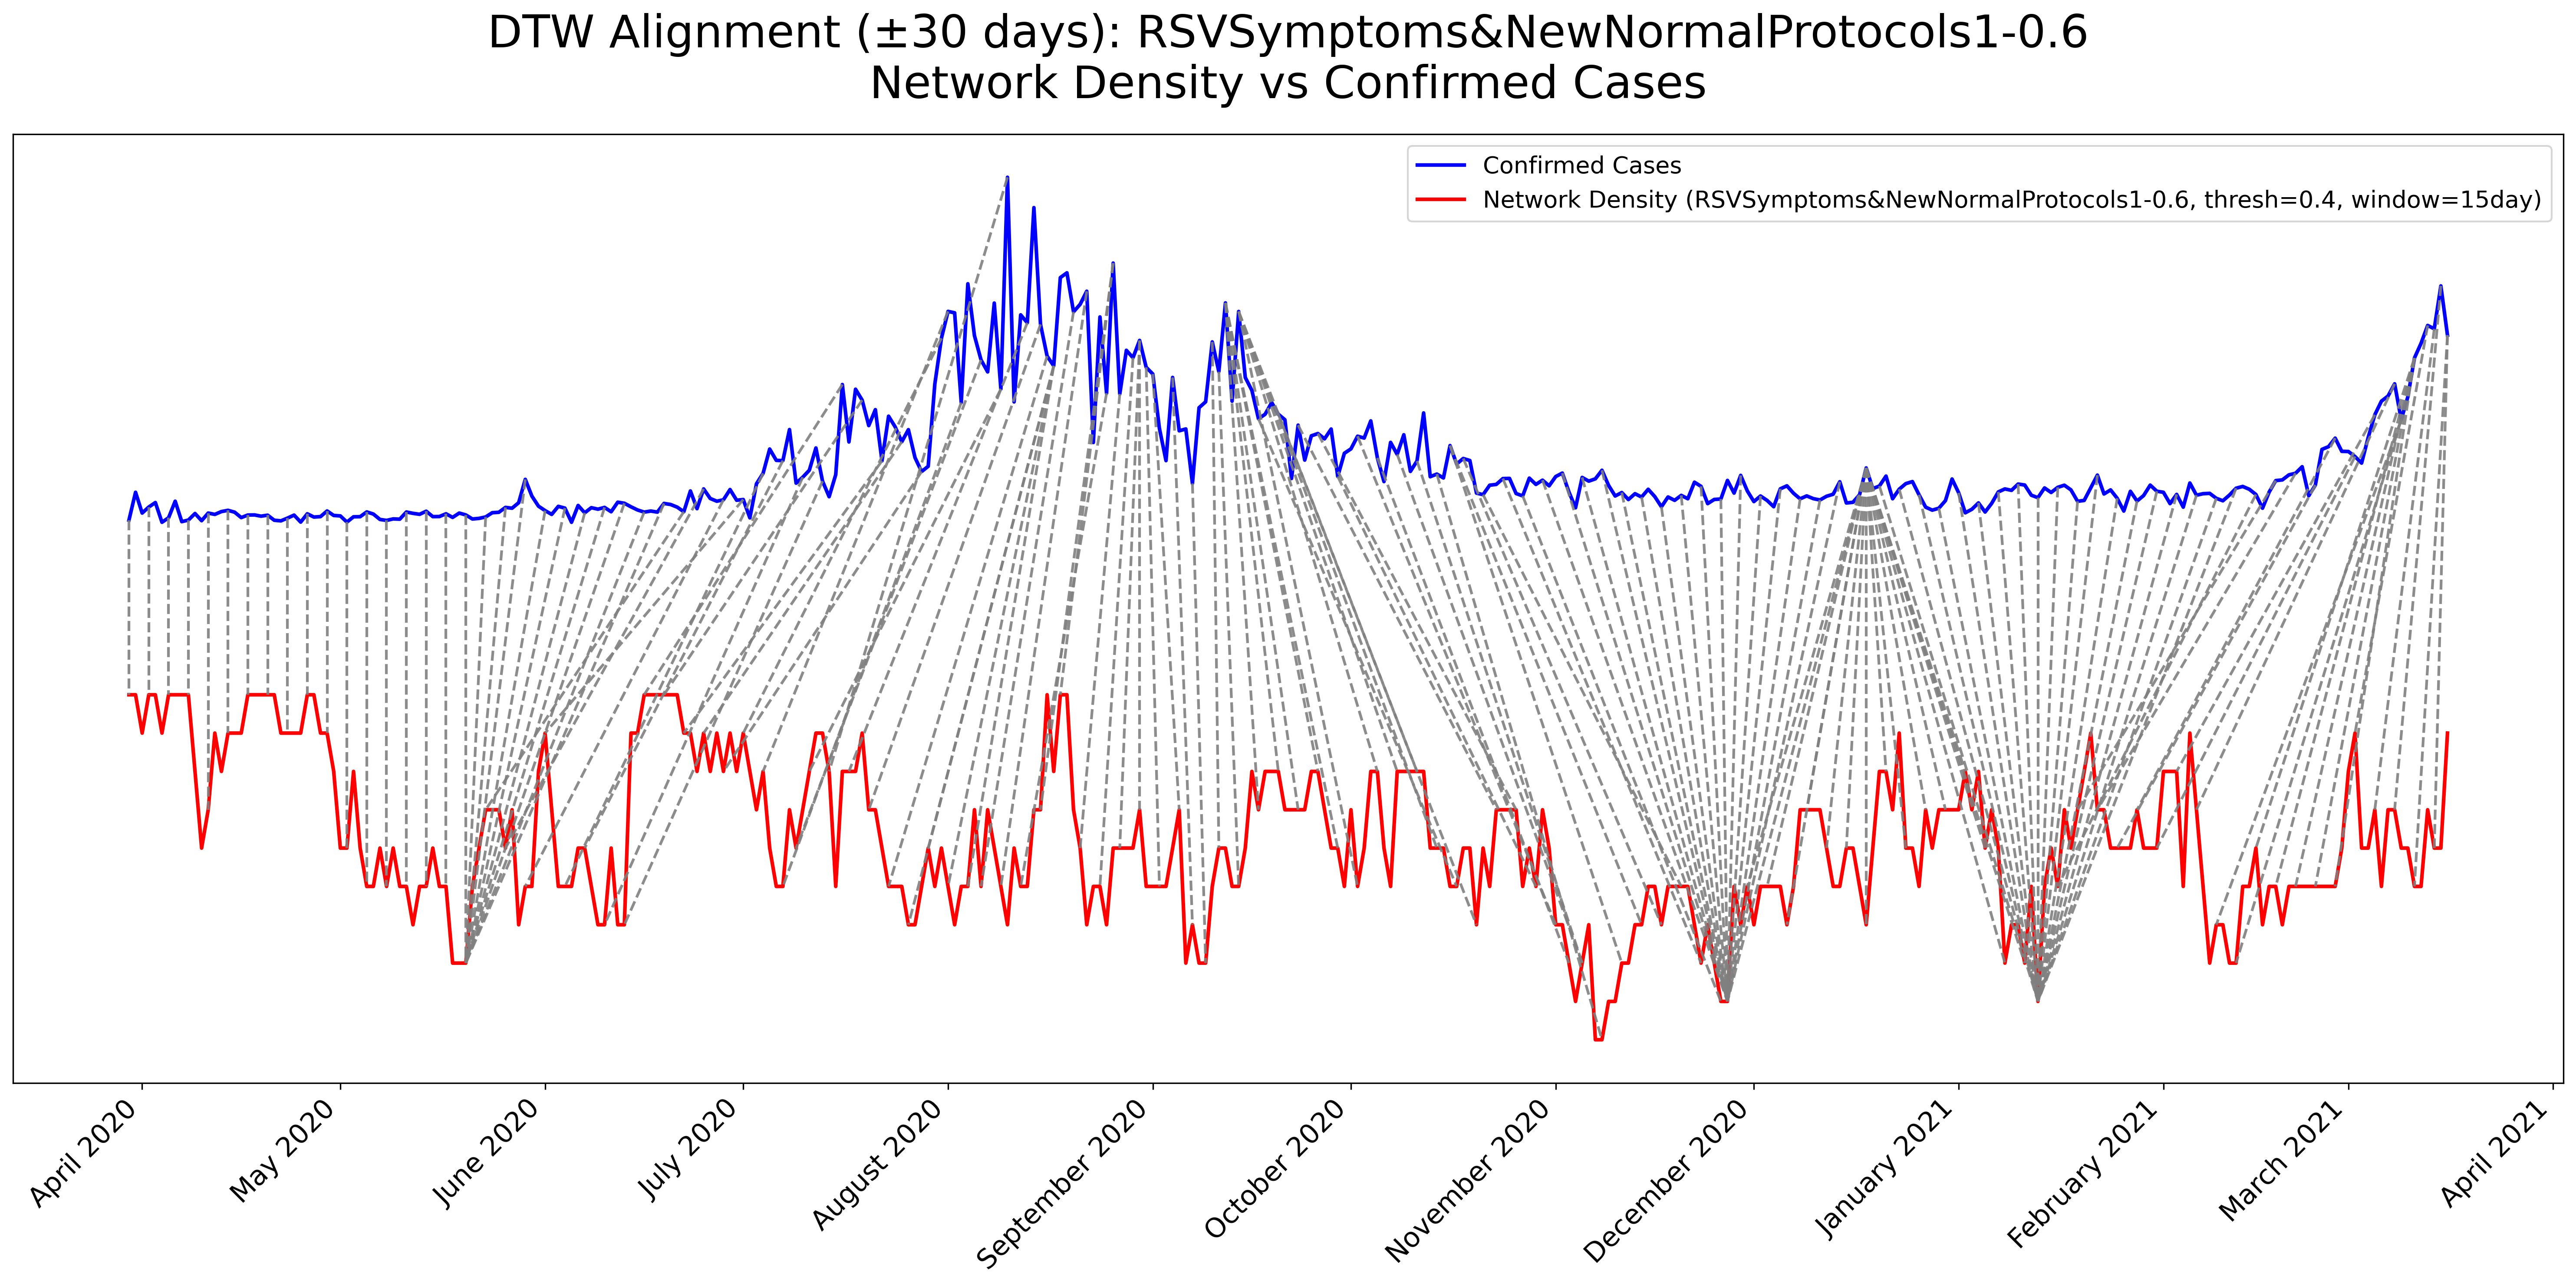 DTW Alignment (±30 days): RSVSymptoms&NewNormalProtocols1-0.6
Network Density vs Confirmed Cases
Confirmed Cases
Network Density (RSVSymptoms&NewNormalProtocols1-0.6, thresh=0.4, window=15day)
April 2020
May 2020
June 2020
July 2020
August 2020
September 2020
October 2020
November 2020
December 2020
January 2021
February 2021
March 2021
April 2021